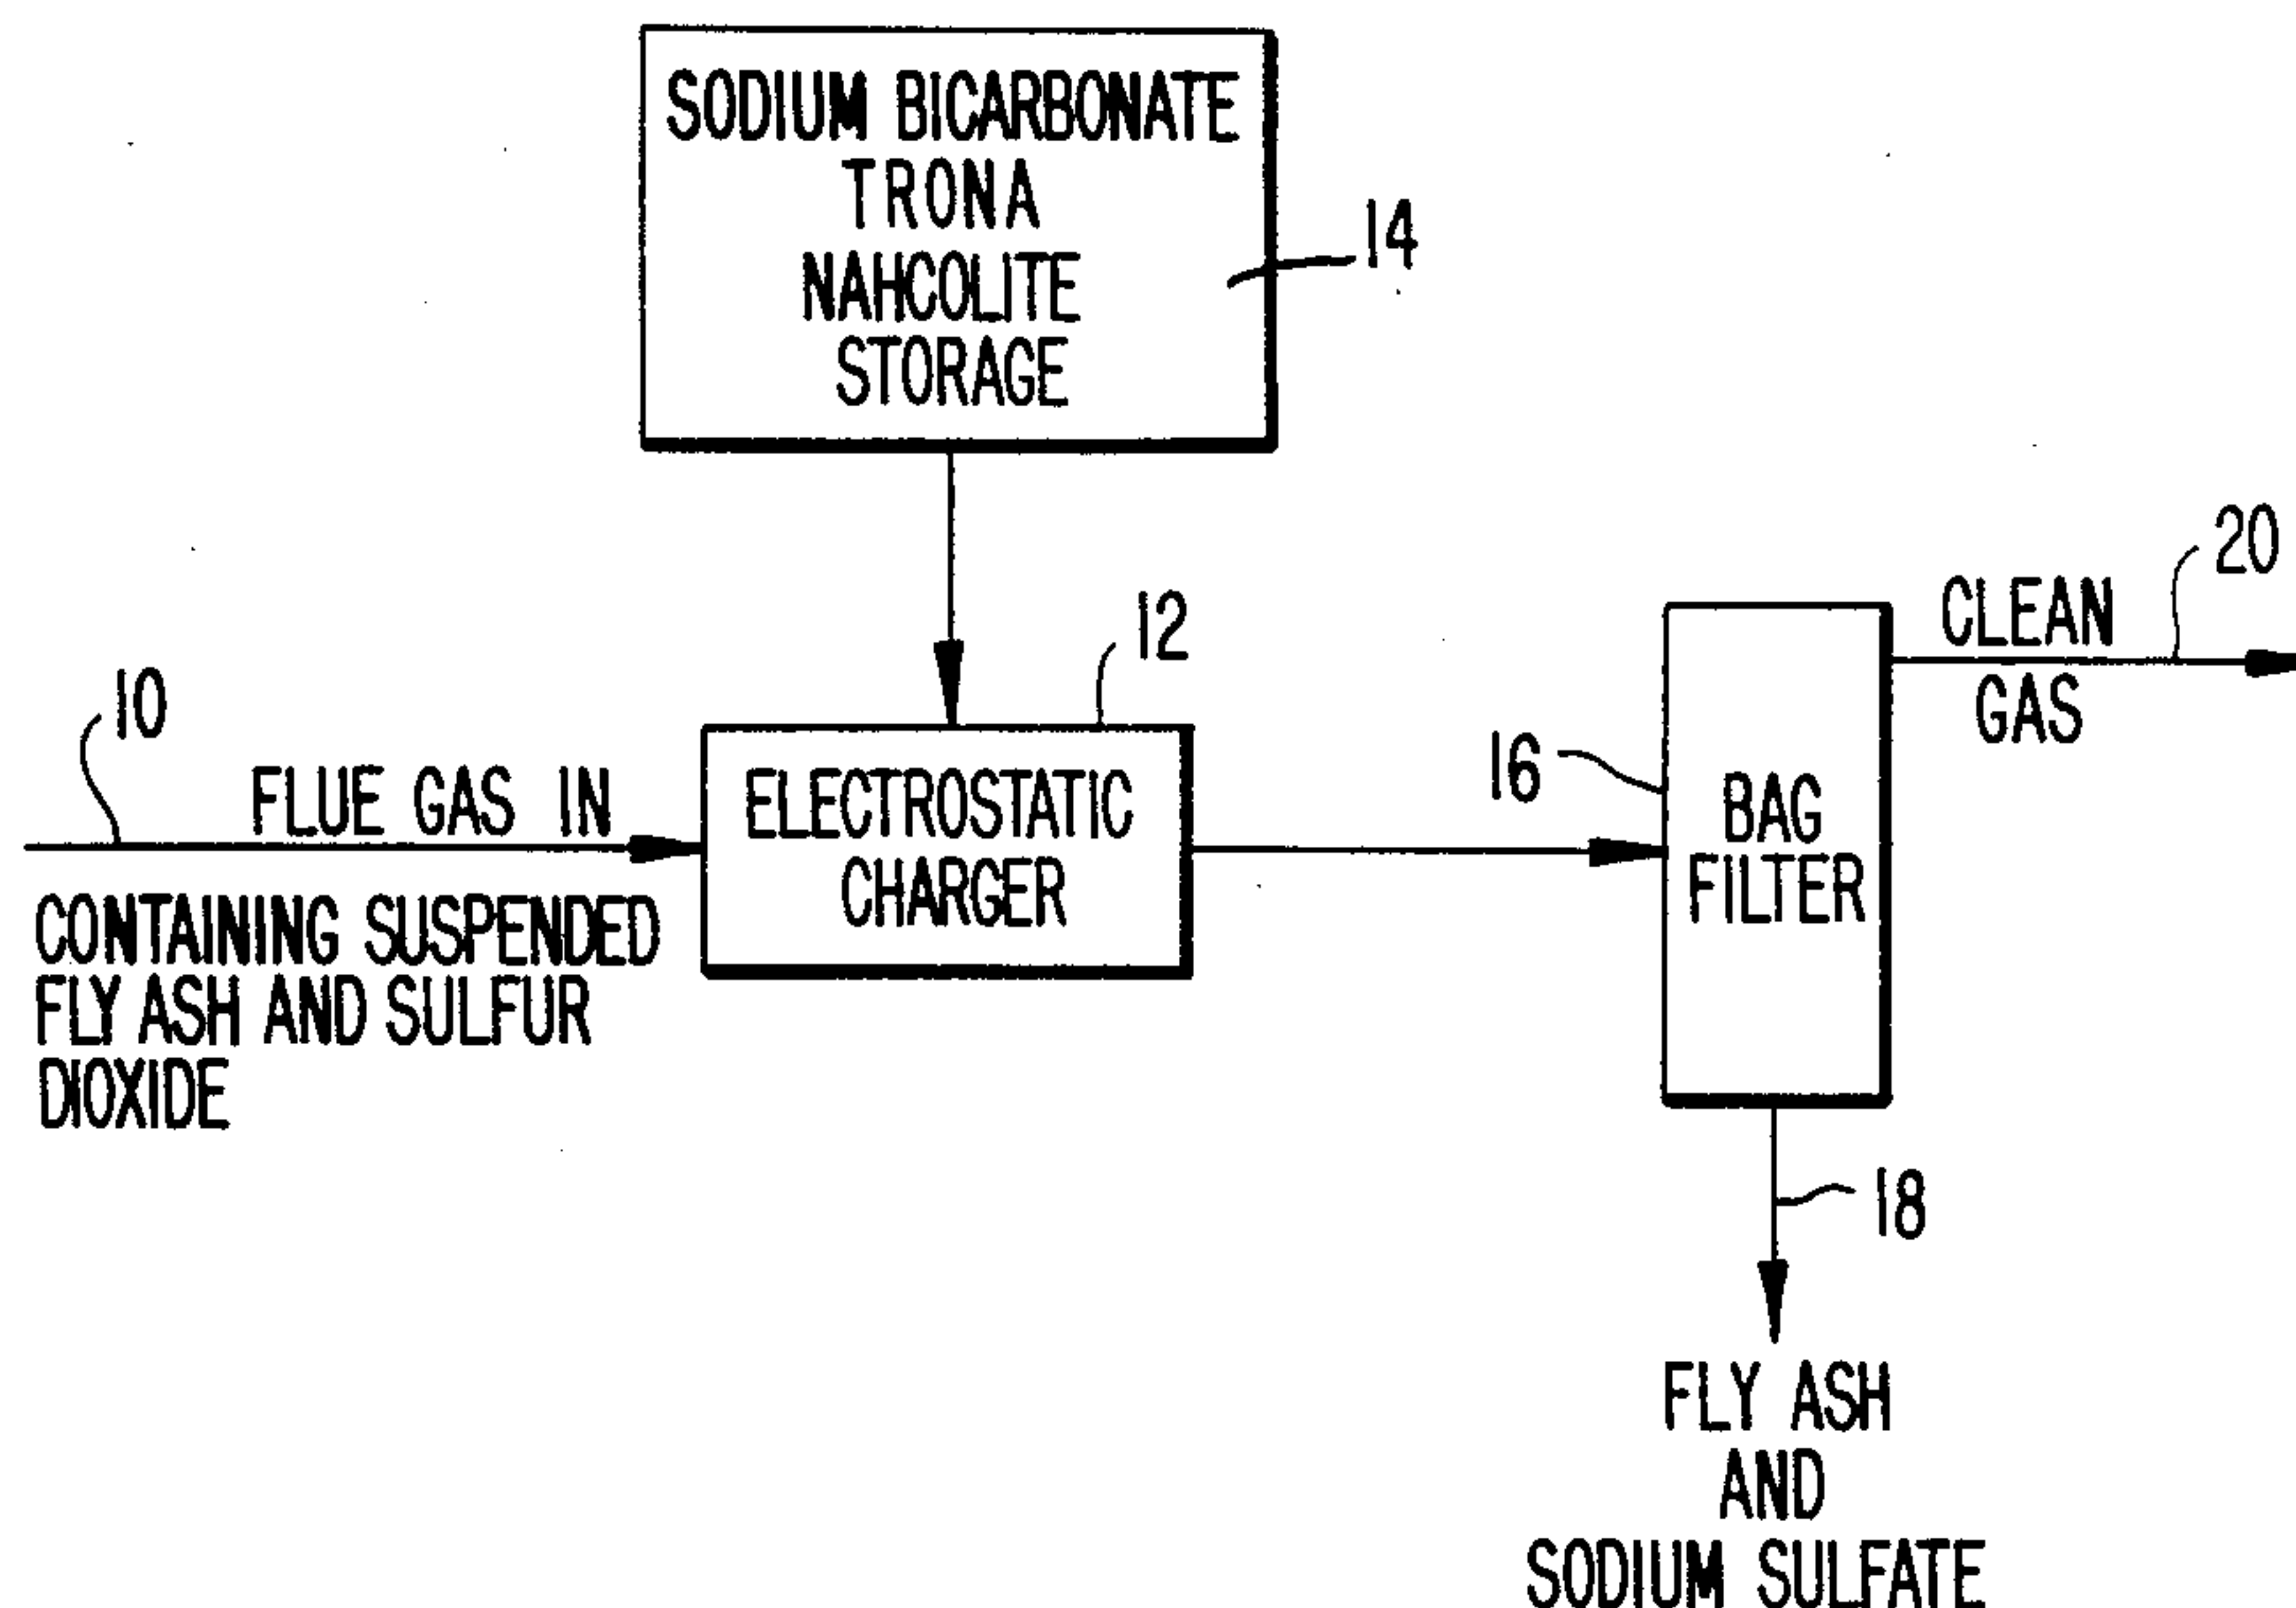 SODIUM BICARBONATE
TRONA
NAHCOLITE
STORAGE
14
12
10
FLUE GAS IN
CONTAINING SUSPENDED
FLY ASH AND SULFUR
DIOXIDE
ELECTROSTATIC
CHARGER
16
BAG
FILTER
20
CLEAN
GAS
18
FLY ASH
AND
SODIUM SULFATE